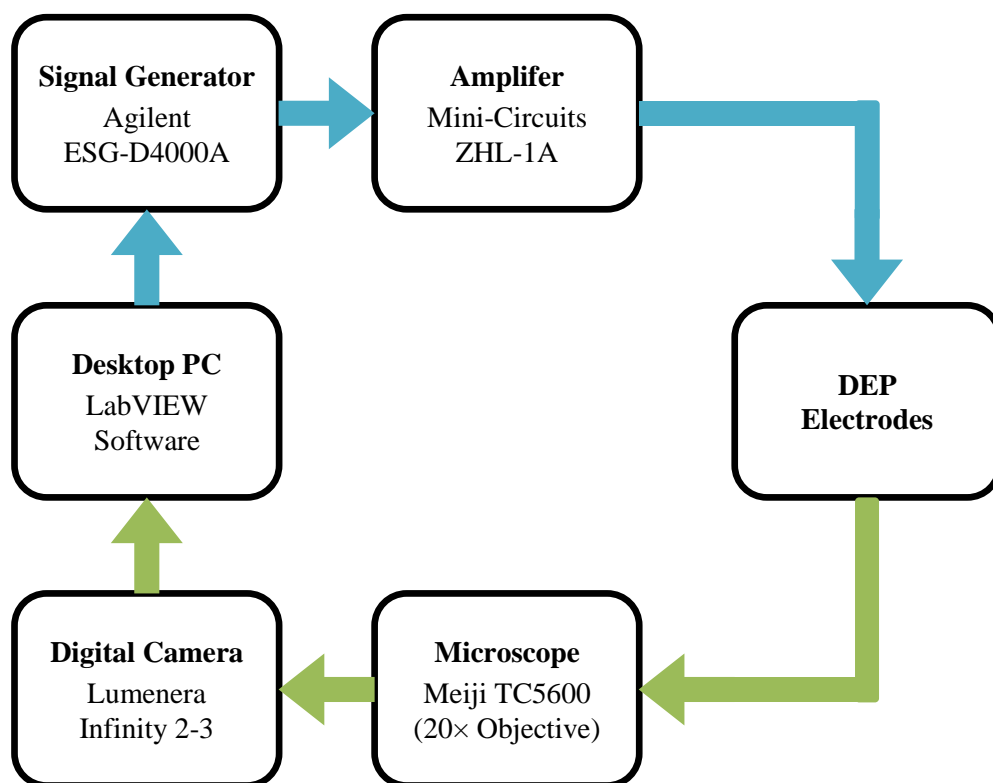 Signal Generator
Agilent
ESG-D4000A
Amplifer
Mini-Circuits
ZHL-1A
Desktop PC
LabVIEW
Software
DEP
Electrodes
Digital Camera
Lumenera
Infinity 2-3
Microscope
Meiji TC5600
(20× Objective)